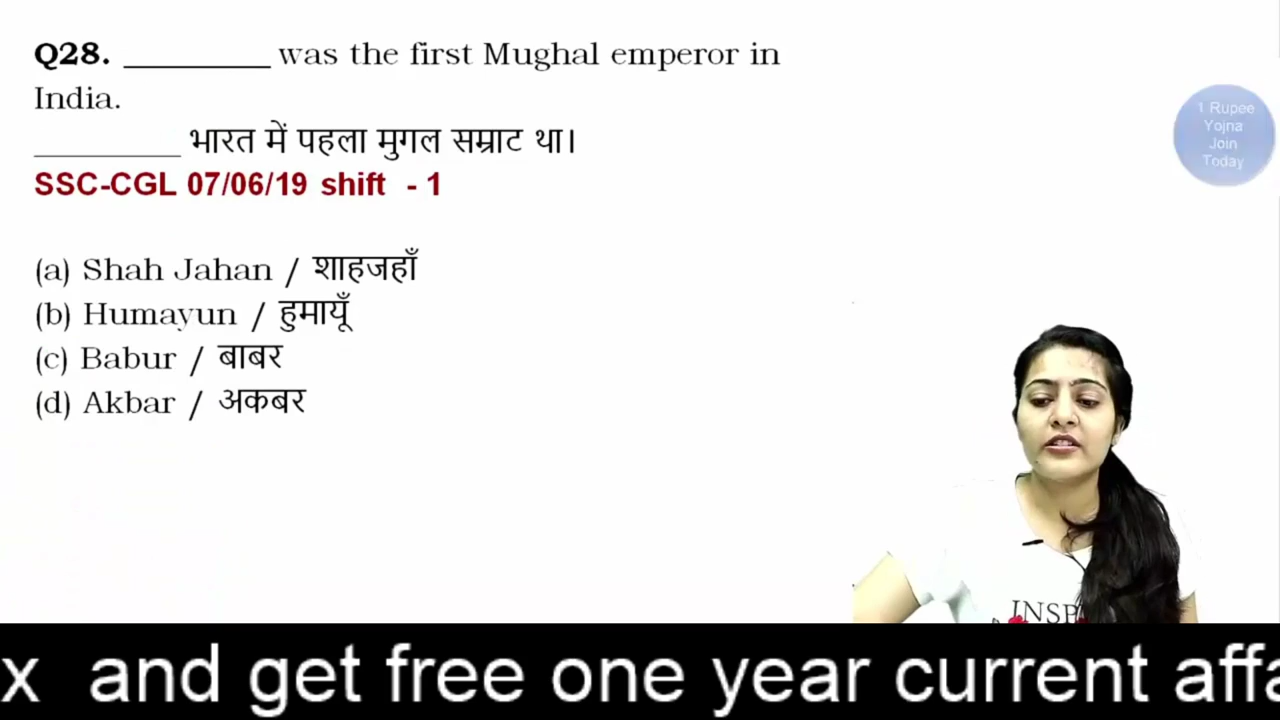 Q28. _________ was the first Mughal emperor in
India.
_________ भारत में पहला मुगल सम्राट था।
SSC-CGL 07/06/19 shift - 1
(a) Shah Jahan / शाहजहाँ
(b) Humayun / हुमायूँ
(c) Babur / बाबर
(d) Akbar / अकबर
1 Rupee
Yojna
Join
Today
INSP
x and get free one year current affa